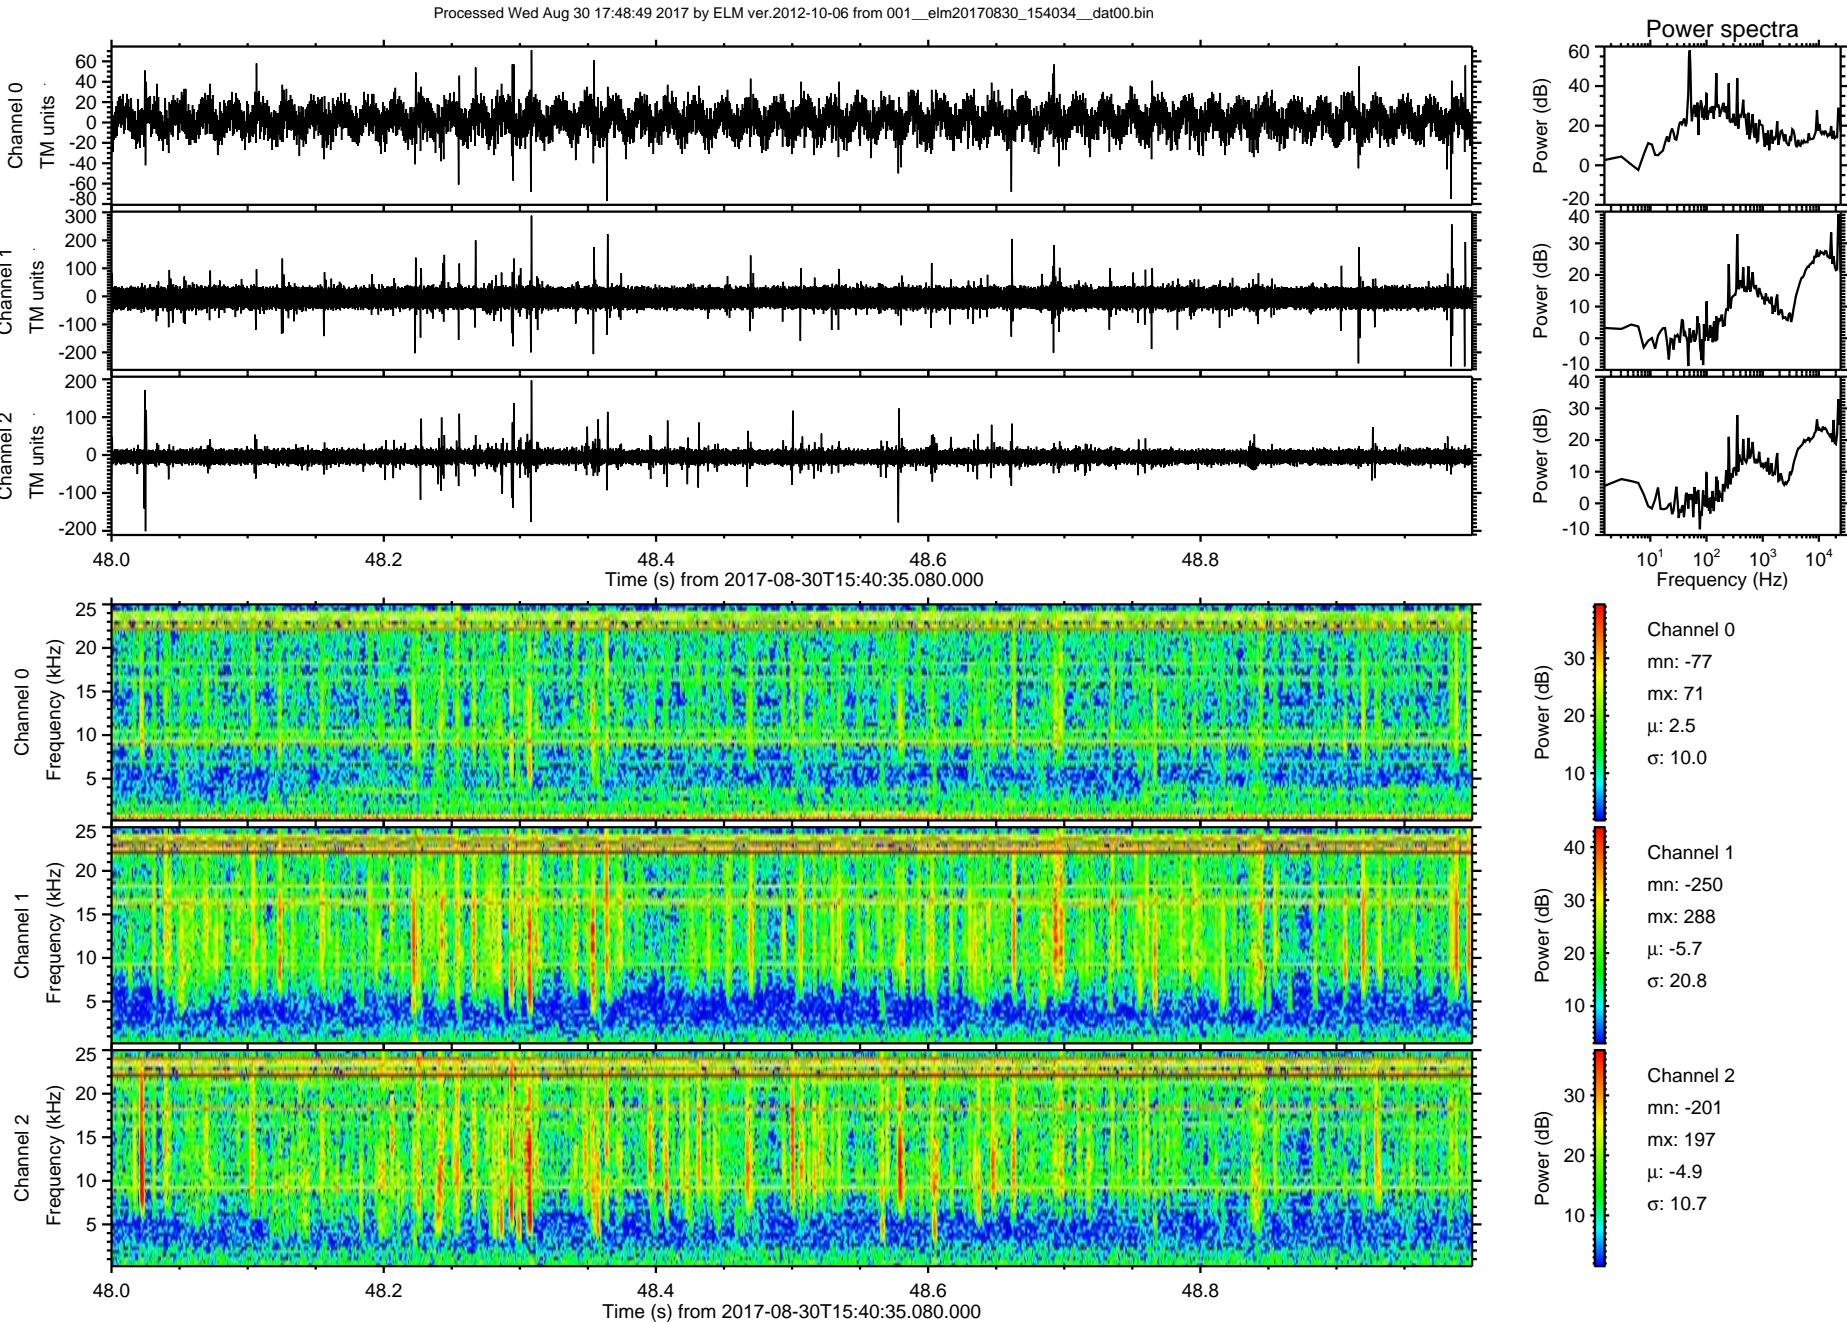 Processed Wed Aug 30 17:48:49 2017 by ELM ver.2012-10-06 from 001__elm20170830_154034__dat00.bin
Power spectra
Channel 0
TM units
60
40
20
0
-20
-40
-60
-80
Power (dB)
60
40
20
0
-20
Channel 1
TM units
300
200
100
0
-100
-200
Power (dB)
40
30
20
10
0
-10
Channel 2
TM units
200
100
0
-100
-200
Power (dB)
40
30
20
10
0
-10
48.0 48.2 48.4 48.6 48.8
Time (s) from 2017-08-30T15:40:35.080.000
10¹ 10² 10³ 10⁴
Frequency (Hz)
Channel 0
Frequency (kHz)
25
20
15
10
5
Power (dB)
30
20
10
Channel 0
mn: -77
mx: 71
µ: 2.5
σ: 10.0
Channel 1
Frequency (kHz)
25
20
15
10
5
Power (dB)
40
30
20
10
Channel 1
mn: -250
mx: 288
µ: -5.7
σ: 20.8
Channel 2
Frequency (kHz)
25
20
15
10
5
Power (dB)
30
20
10
Channel 2
mn: -201
mx: 197
µ: -4.9
σ: 10.7
48.0 48.2 48.4 48.6 48.8
Time (s) from 2017-08-30T15:40:35.080.000